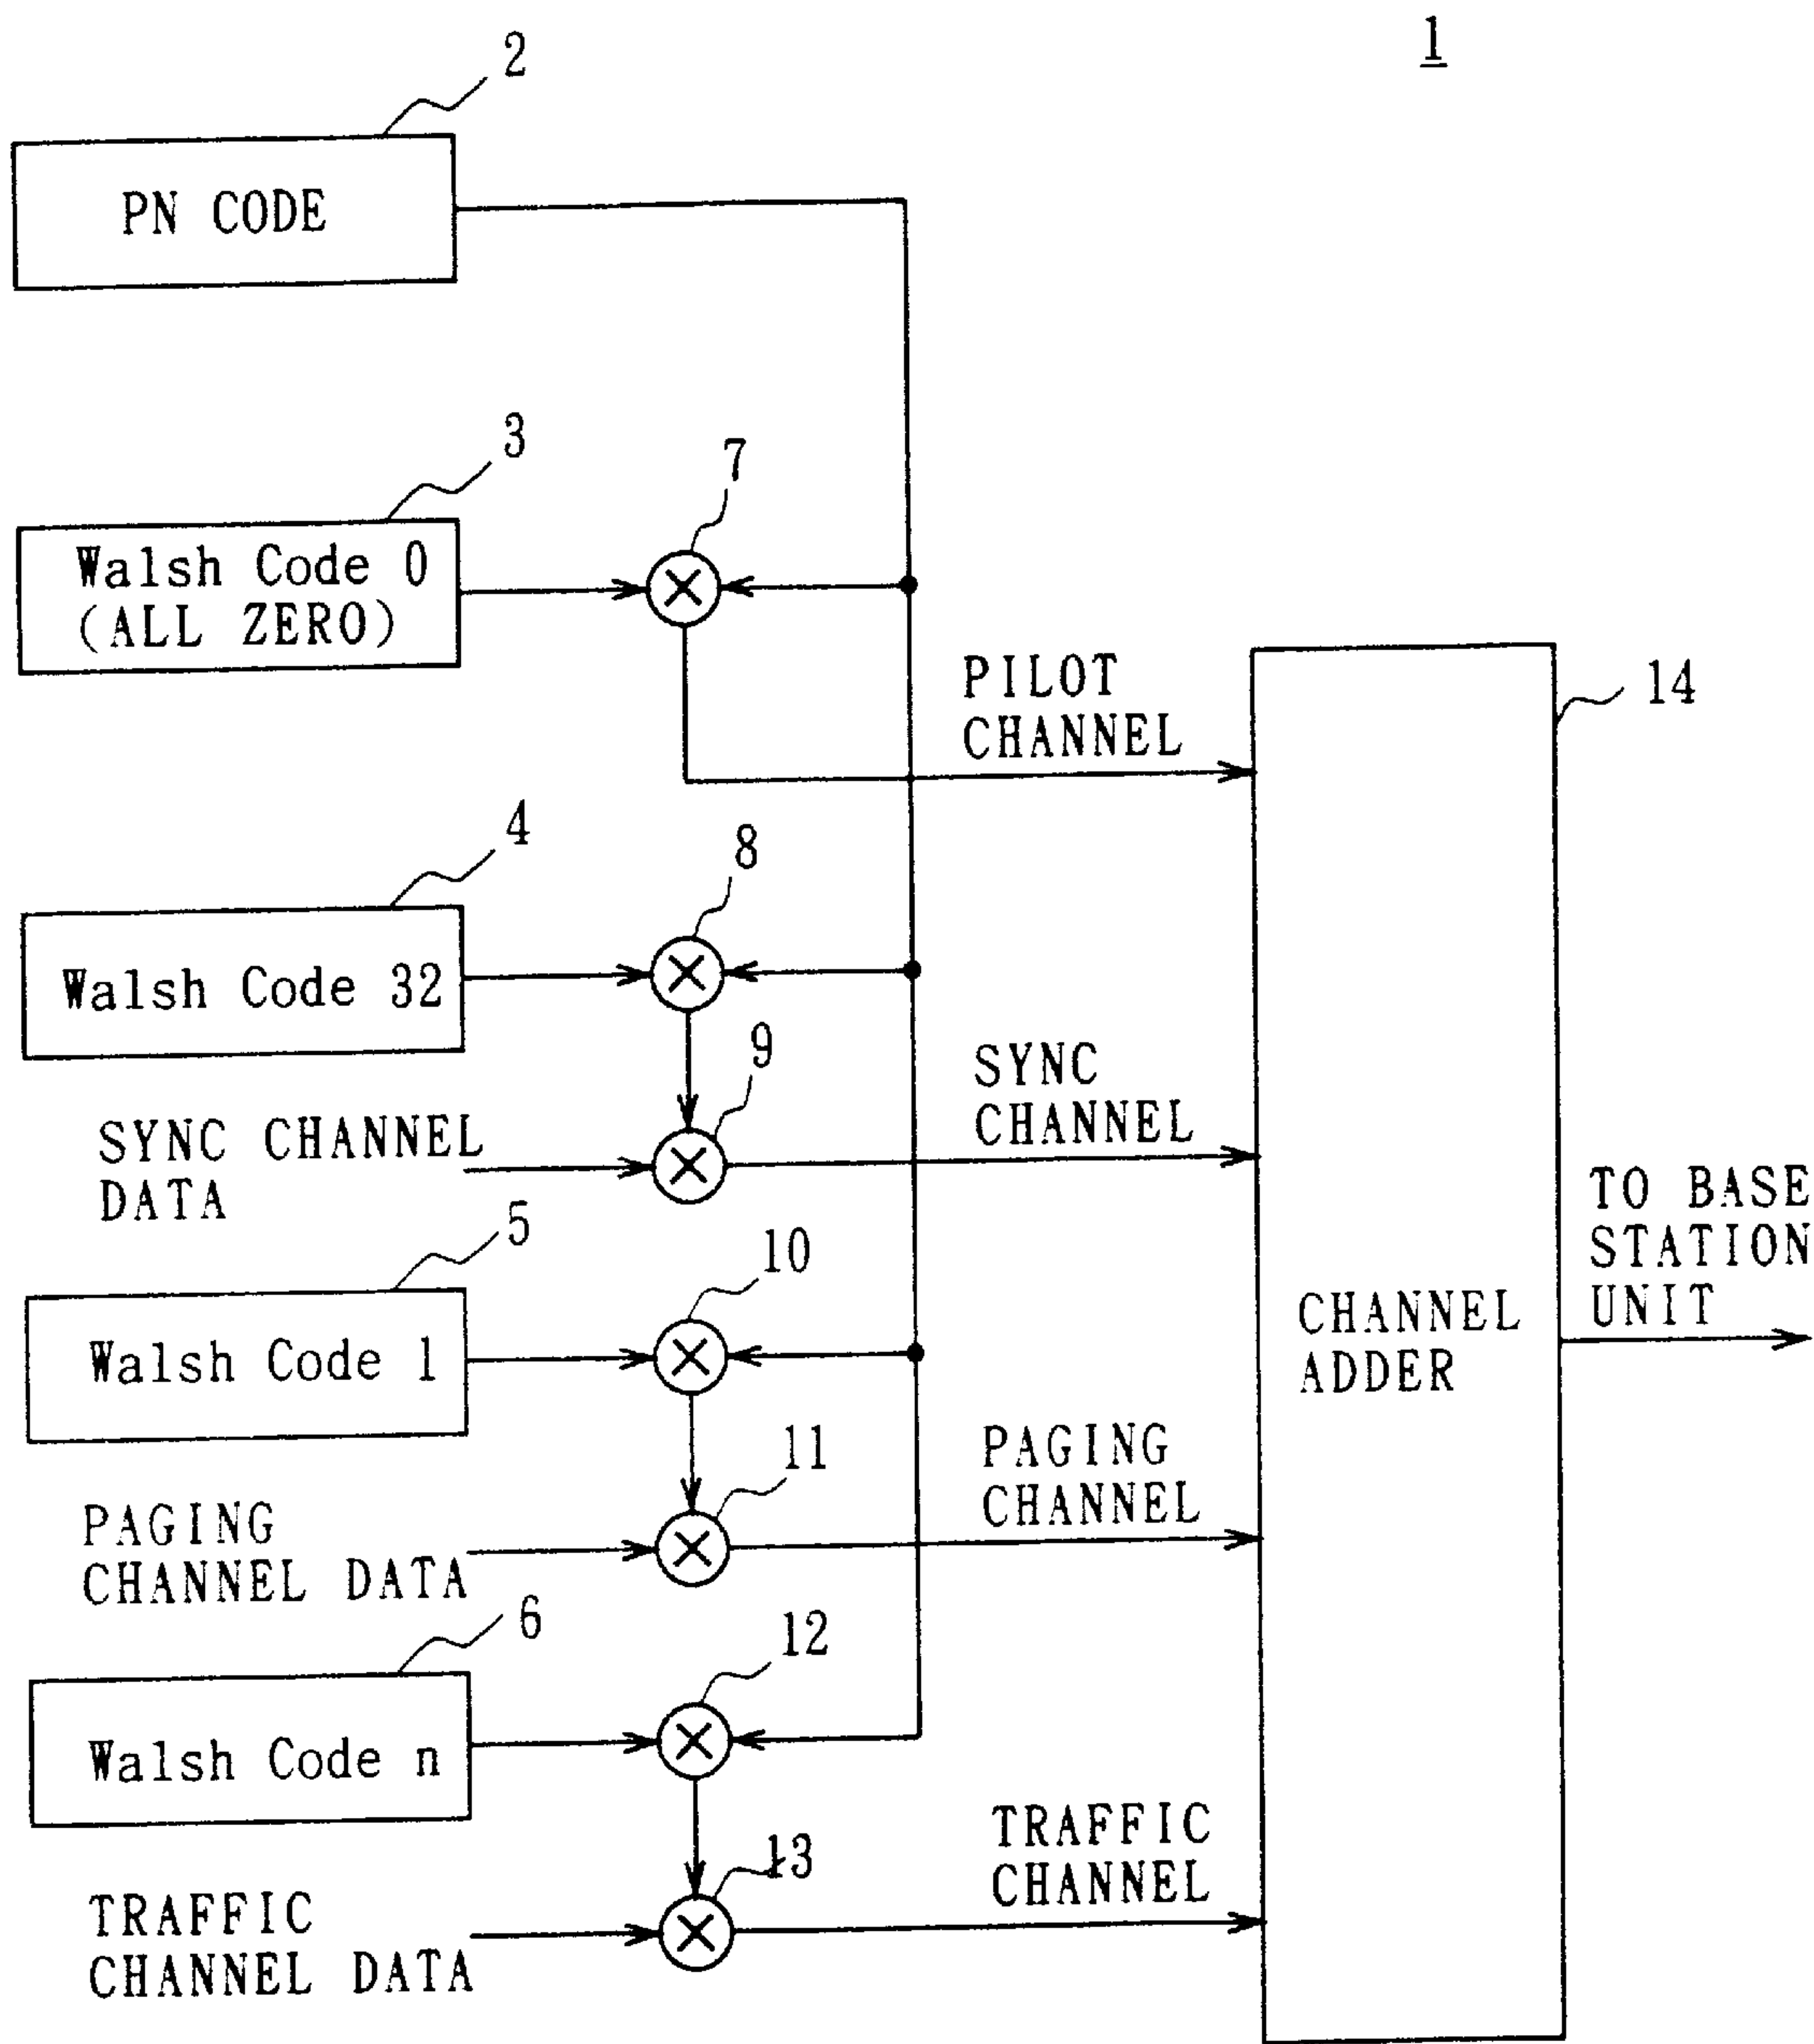 1
2
PN CODE
3
Walsh Code 0
(ALL ZERO)
7
PILOT
CHANNEL
14
4
Walsh Code 32
8
9
SYNC
CHANNEL
SYNC CHANNEL
DATA
TO BASE
STATION
UNIT
5
Walsh Code 1
10
CHANNEL
ADDER
11
PAGING
CHANNEL
PAGING
CHANNEL DATA
6
Walsh Code n
12
13
TRAFFIC
CHANNEL
TRAFFIC
CHANNEL DATA